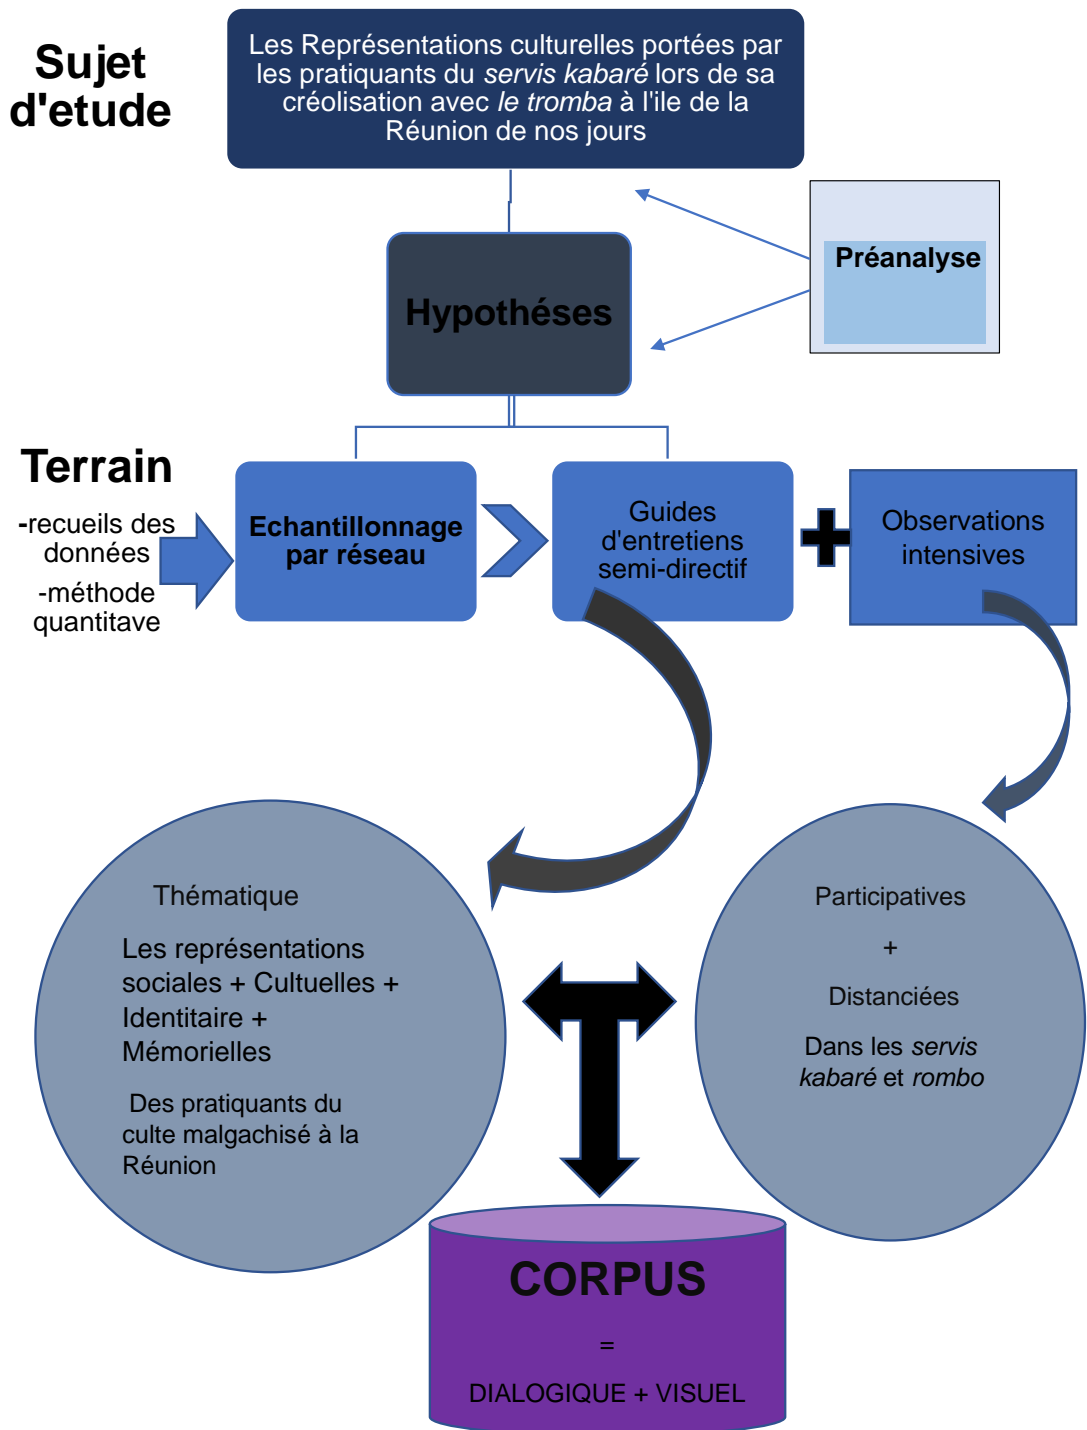 Sujet
d'etude
Les Représentations culturelles portées par
les pratiquants du servis kabaré lors de sa
créolisation avec le tromba à l'ile de la
Réunion de nos jours
Préanalyse
Hypothéses
Terrain
-recueils des
données
-méthode
quantitave
Echantillonnage
par réseau
Guides
d'entretiens
semi-directif
Observations
intensives
Thématique
Les représentations
sociales + Cultuelles +
Identitaire +
Mémorielles
Des pratiquants du
culte malgachisé à la
Réunion
Participatives
+
Distanciées
Dans les servis
kabaré et rombo
CORPUS
=
DIALOGIQUE + VISUEL